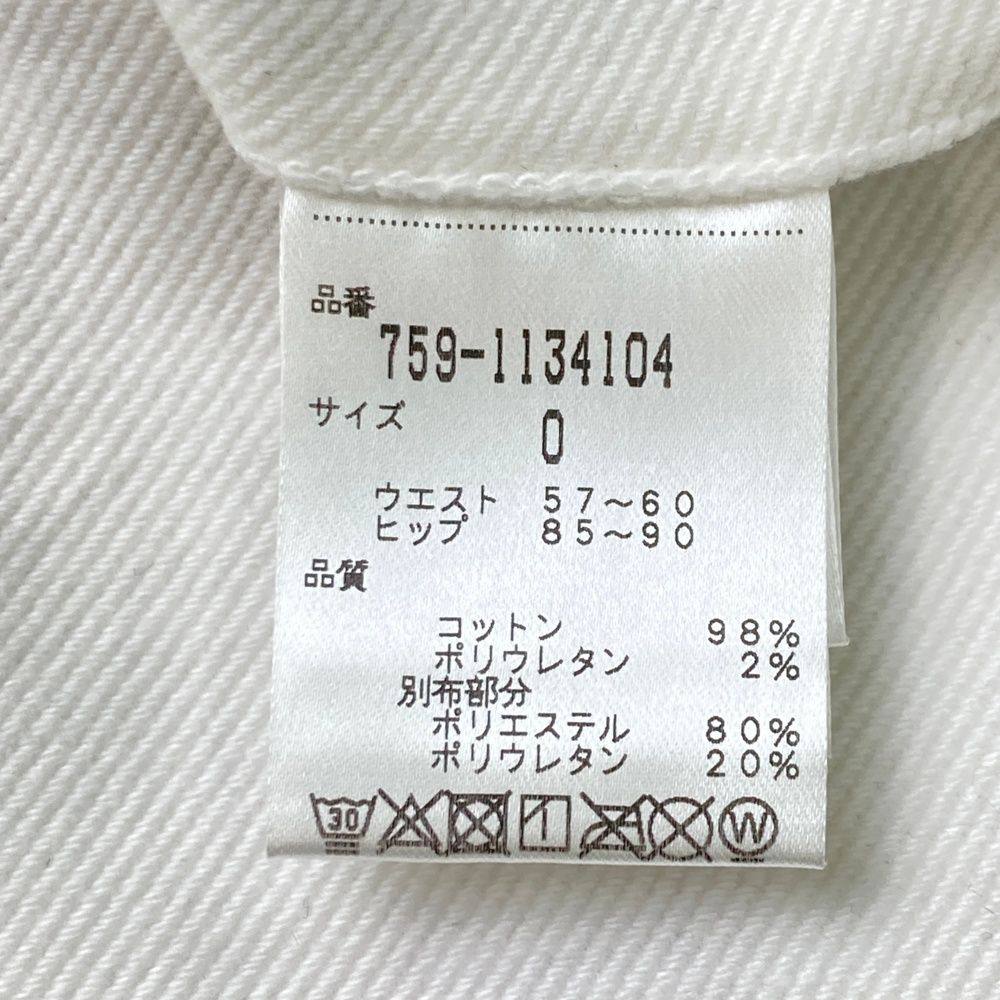 品番
759-1134104
サイズ
0
ウエスト 57～60
ヒップ 85～90
品質
コットン 98%
ポリウレタン 2%
別布部分
ポリエステル 80%
ポリウレタン 20%
30 W